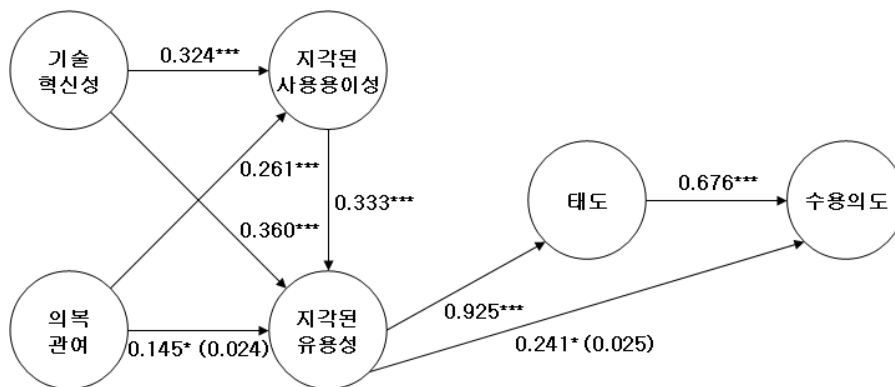 기술
혁신성
0.324***
지각된
사용용이성
0.261***
0.360***
0.333***
태도
0.676***
수용의도
의복
관여
0.145* (0.024)
지각된
유용성
0.925***
0.241* (0.025)